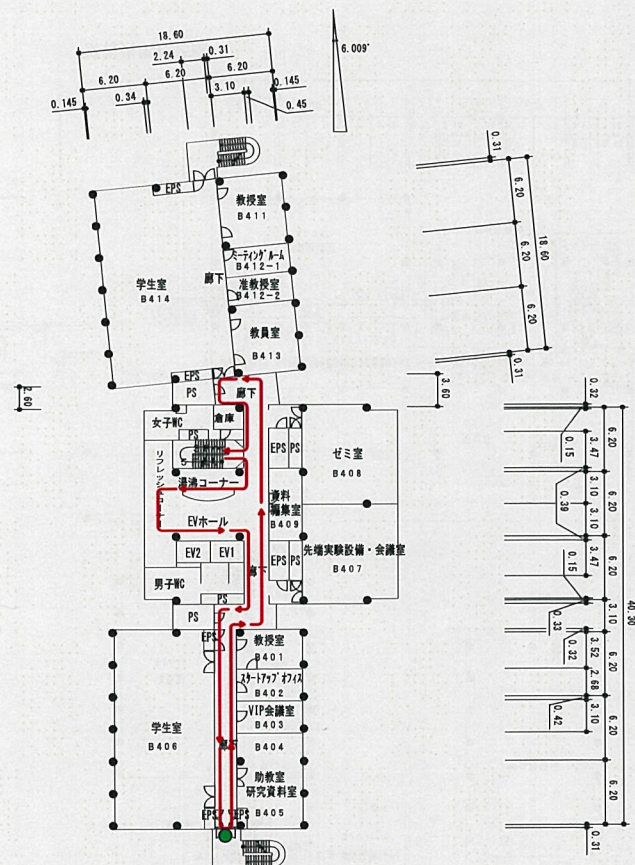 18.60
2.24
0.31
6.20
6.20
6.20
3.10
0.145
0.34
0.45
0.145
6.009°
EPS
教授室
B411
ミーティングルーム
B412-1
准教授室
B412-2
学生室
B414
廊下
教員室
B413
0.31
6.20
6.20
18.60
6.20
0.31
2.60
3.60
EPS
PS
廊下
女子WC
倉庫
PS
EPS
PS
ゼミ室
B408
湯沸コーナー
資料
編集室
B409
EVホール
EV2
EV1
EPS
PS
先端実験設備・会議室
B407
廊下
男子WC
PS
PS
EPS
教授室
B401
スタートアップオフィス
B402
VIP会議室
B403
学生室
B406
廊下
B404
助教室
研究資料室
B405
EPS
EPS
0.32
6.20
3.47
0.15
3.10
6.20
0.39
3.10
3.47
6.20
0.15
3.10
0.33
40.30
3.52
6.20
0.32
2.68
3.10
0.42
6.20
6.20
0.31